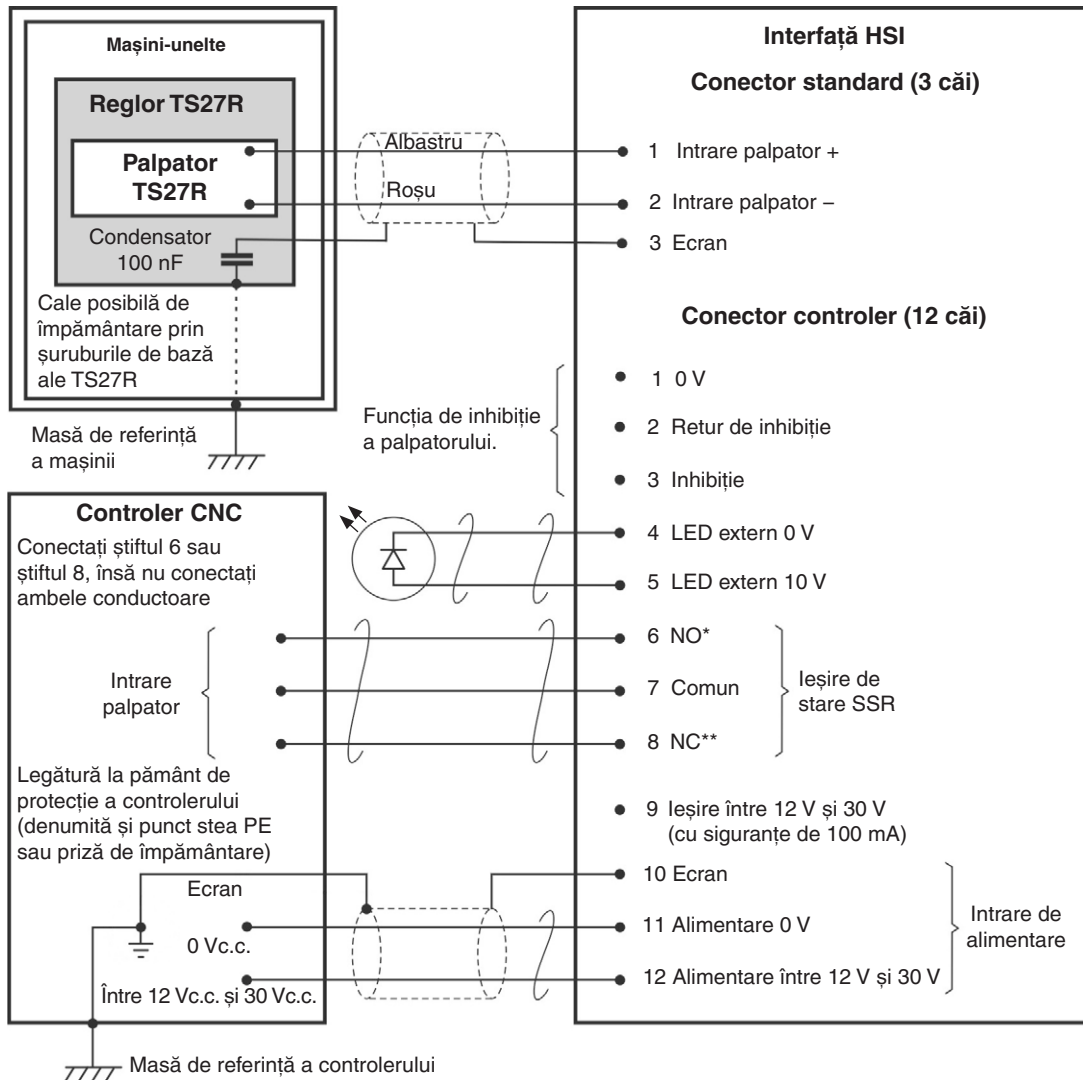 Mașini-unelte
Reglor TS27R
Palpator
TS27R
Condensator
100 nF
Cale posibilă de
împământare prin
șuruburile de bază
ale TS27R
Masă de referință
a mașinii
Albastru
Roșu
Interfață HSI
Conector standard (3 căi)
1 Intrare palpator +
2 Intrare palpator –
3 Ecran
Conector controler (12 căi)
Funcția de inhibiție
a palpatorului.
1 0 V
2 Retur de inhibiție
3 Inhibiție
4 LED extern 0 V
5 LED extern 10 V
6 NO*
7 Comun
8 NC**
Ieșire de
stare SSR
9 Ieșire între 12 V și 30 V
(cu siguranțe de 100 mA)
10 Ecran
11 Alimentare 0 V
12 Alimentare între 12 V și 30 V
Intrare de
alimentare
Controler CNC
Conectați știftul 6 sau
știftul 8, însă nu conectați
ambele conductoare
Intrare
palpator
Legătură la pământ de
protecție a controlerului
(denumită și punct stea PE
sau priză de împământare)
Ecran
0 Vc.c.
Între 12 Vc.c. și 30 Vc.c.
Masă de referință a controlerului